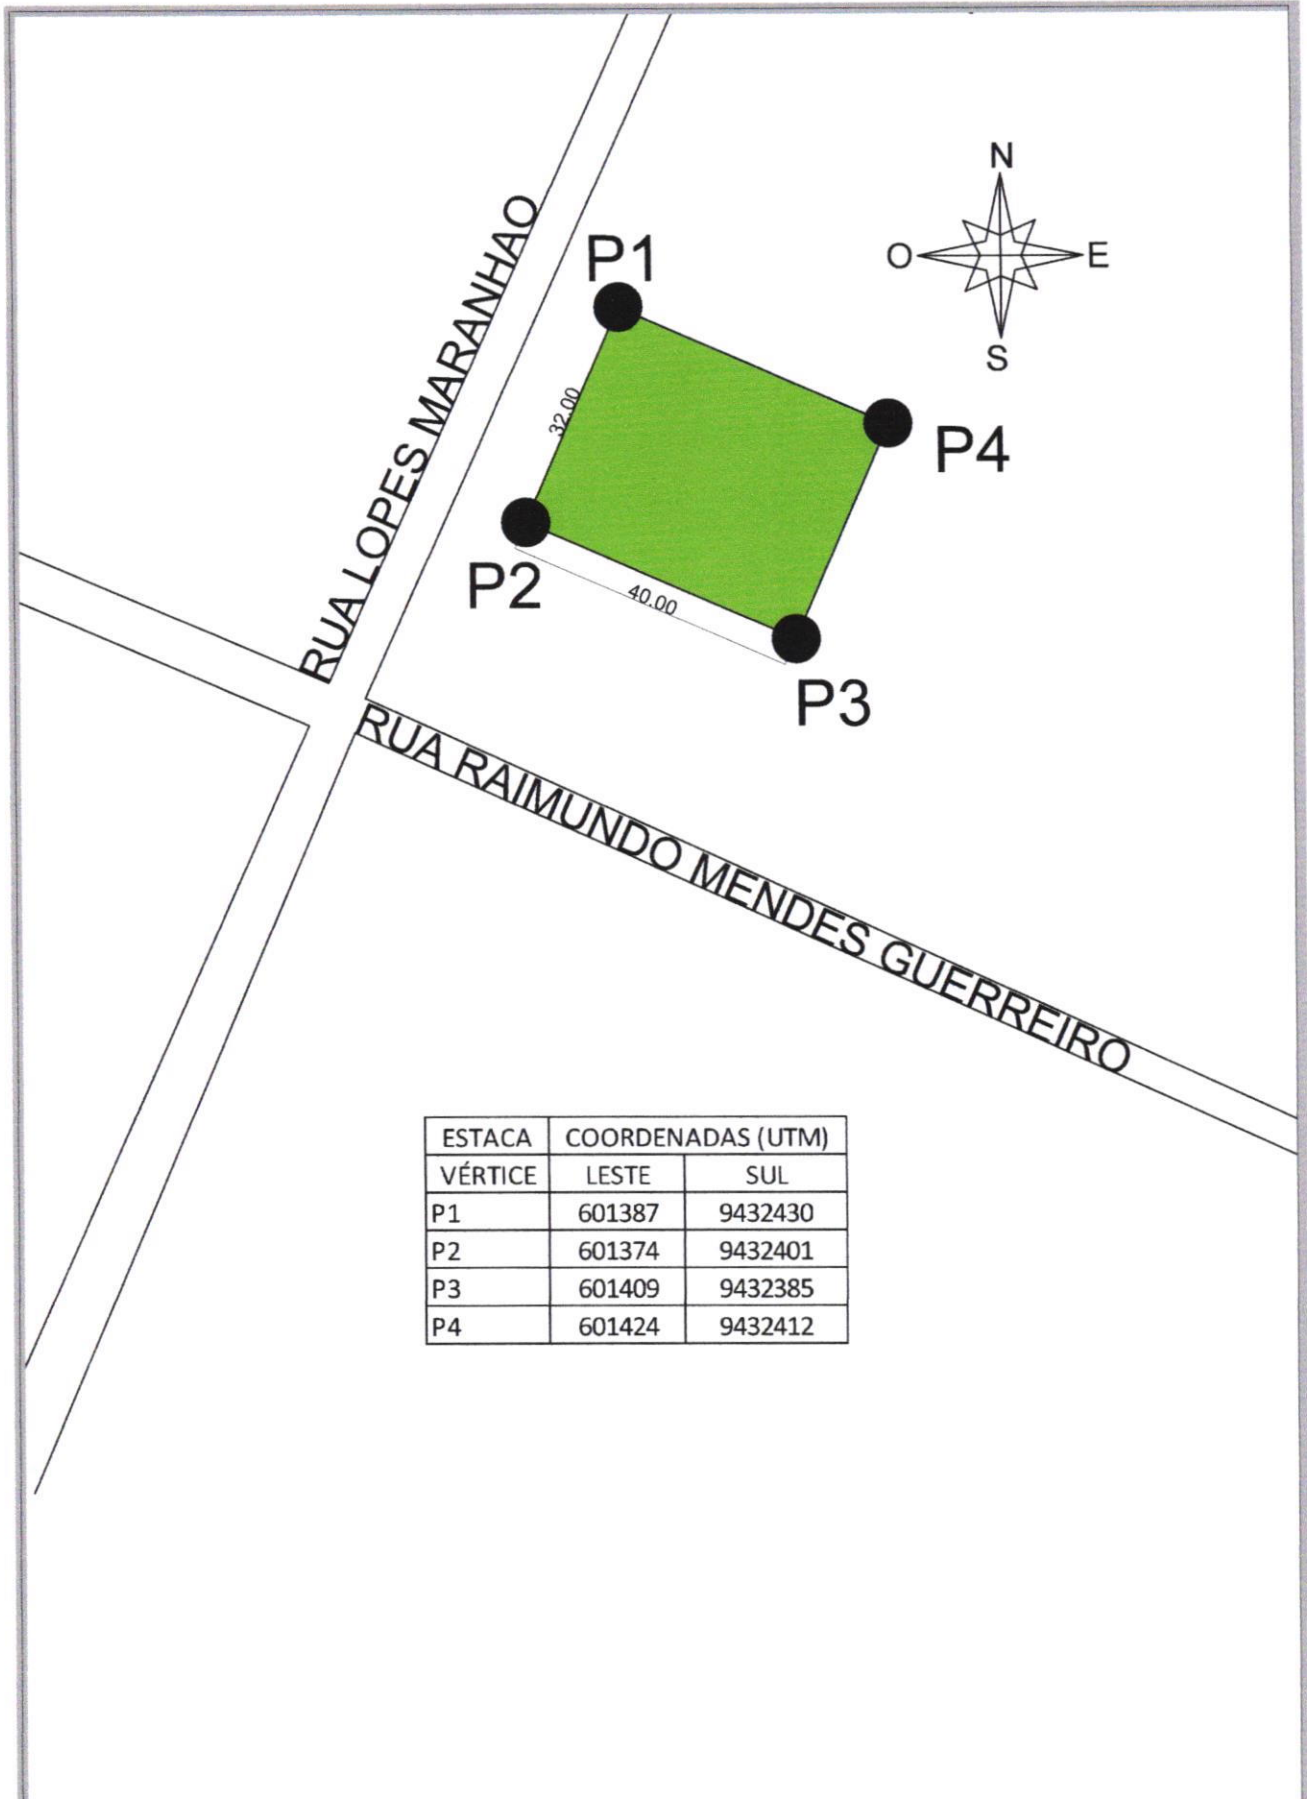 N
O E
S
P1
P4
P2
P3
32.00
40.00
RUA LOPES MARANHAO
RUA RAIMUNDO MENDES GUERREIRO
ESTACA COORDENADAS (UTM)
VÉRTICE LESTE SUL
P1 601387 9432430
P2 601374 9432401
P3 601409 9432385
P4 601424 9432412